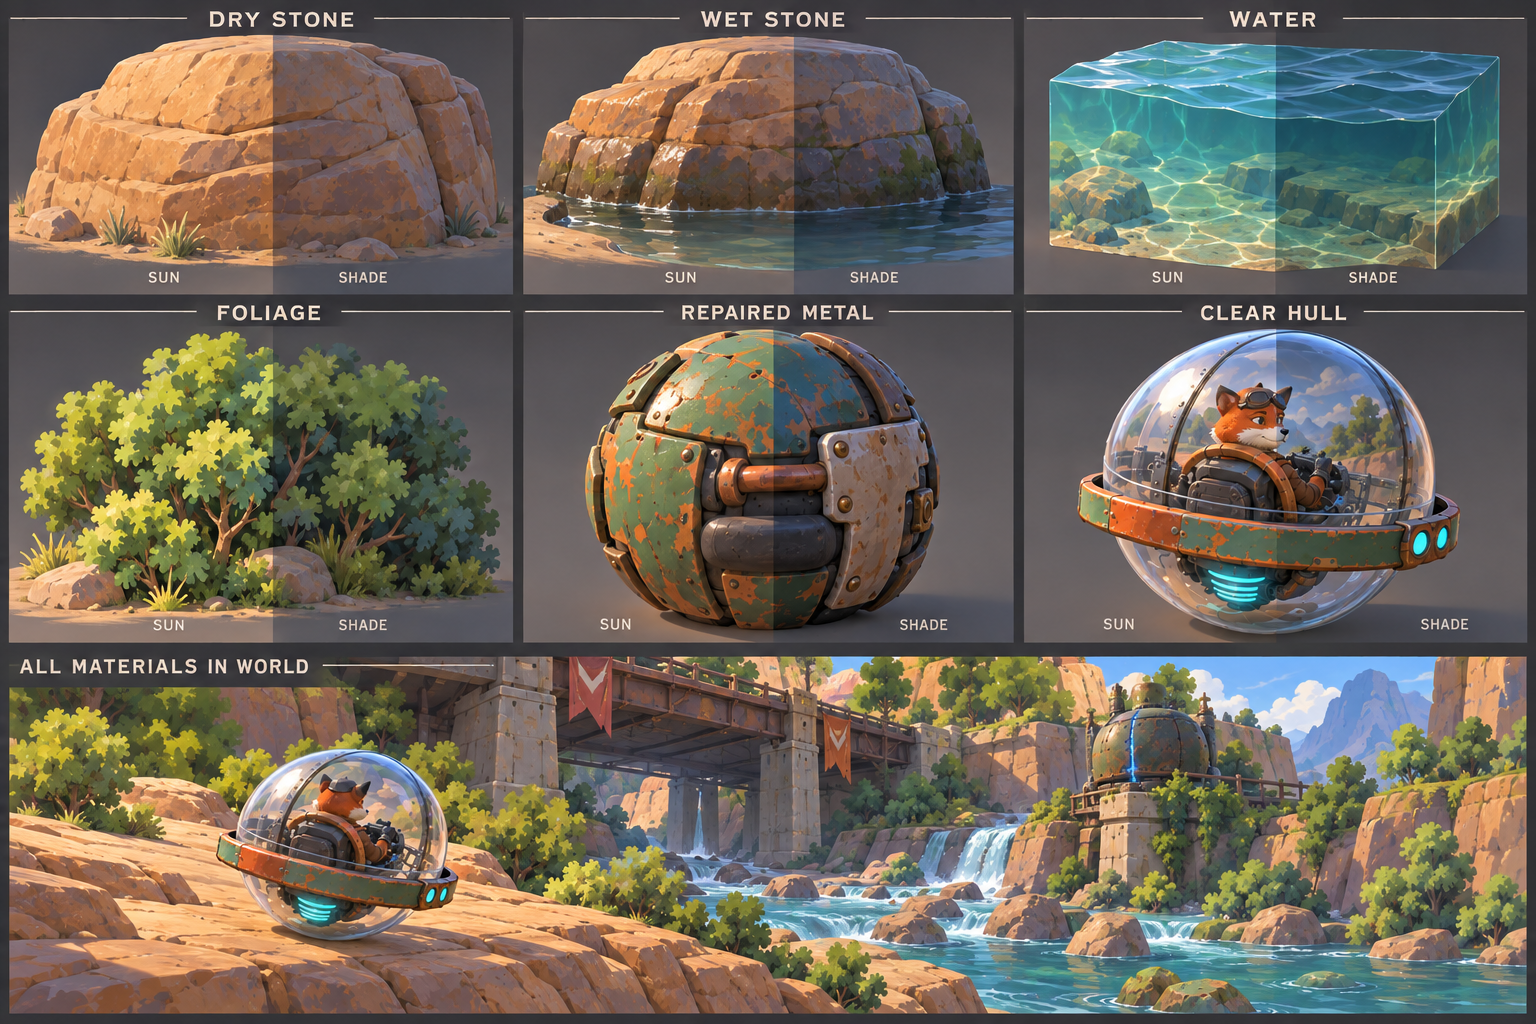 DRY STONE
WET STONE
WATER
SUN
SHADE
SUN
SHADE
SUN
SHADE
FOLIAGE
REPAIRED METAL
CLEAR HULL
SUN
SHADE
SUN
SHADE
SUN
SHADE
ALL MATERIALS IN WORLD